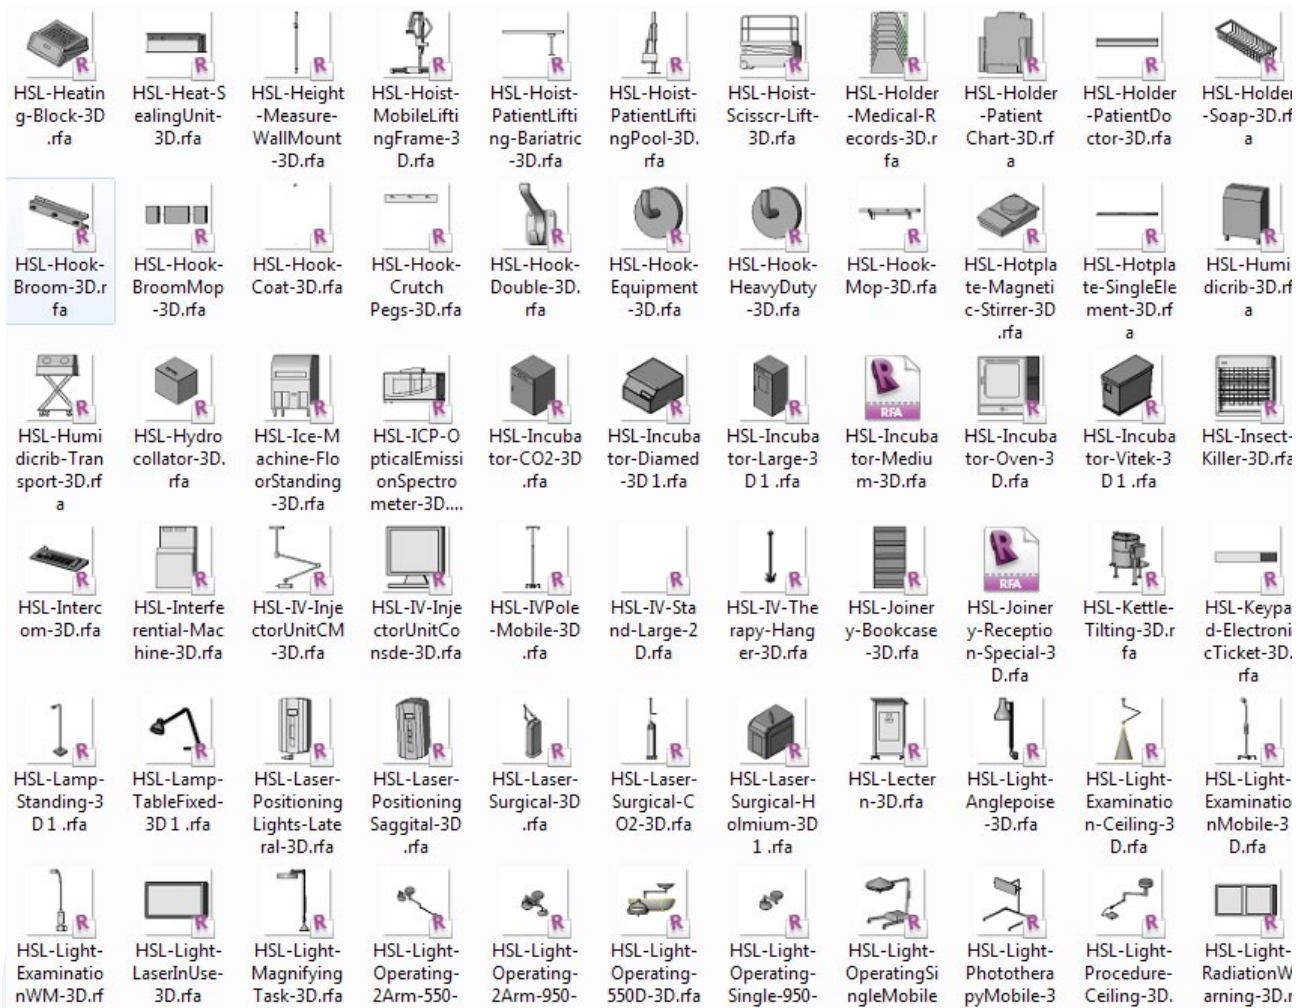 HSL-Heatin HSL-Heat-S HSL-Height HSL-Hoist- HSL-Hoist- HSL-Hoist- HSL-Hoist- HSL-Holder HSL-Holder HSL-Holder HSL-Holder
g-Block-3D ealingUnit- -Measure- MobileLifti PatientLifti PatientLifti Scisscr-Lift- -Medical-R -Patient -PatientDo -Soap-3D.rf
.rfa 3D.rfa WallMount ngFrame-3 ng-Bariatric ngPool-3D. 3D.rfa ecords-3D.r Chart-3D.rf ctor-3D.rfa a
-3D.rfa D.rfa -3D.rfa rfa fa a
HSL-Hook- HSL-Hook- HSL-Hook- HSL-Hook- HSL-Hook- HSL-Hook- HSL-Hook- HSL-Hook- HSL-Hotpla HSL-Hotpla HSL-Humi
Broom-3D.r BroomMop Coat-3D.rfa Crutch Double-3D. Equipment HeavyDuty Mop-3D.rfa te-Magneti te-SingleEle dicrib-3D.rf
fa -3D.rfa Pegs-3D.rfa rfa -3D.rfa -3D.rfa c-Stirrer-3D ment-3D.rf a
.rfa a
RFA
HSL-Humi HSL-Hydro HSL-Ice-M HSL-ICP-O HSL-Incuba HSL-Incuba HSL-Incuba HSL-Incuba HSL-Incuba HSL-Incuba HSL-Insect-
dicrib-Tran collator-3D. achine-Flo pticalEmissi tor-CO2-3D tor-Diamed tor-Large-3 tor-Mediu tor-Oven-3 tor-Vitek-3 Killer-3D.rfa
sport-3D.rf rfa orStanding onSpectro .rfa -3D 1.rfa D 1 .rfa m-3D.rfa D.rfa D 1 .rfa
a -3D.rfa meter-3D....
RFA
HSL-Interc HSL-Interfe HSL-IV-Inje HSL-IV-Inje HSL-IVPole HSL-IV-Sta HSL-IV-The HSL-Joiner HSL-Joiner HSL-Kettle- HSL-Keypa
om-3D.rfa rential-Mac ctorUnitCM ctorUnitCo -Mobile-3D nd-Large-2 rapy-Hang y-Bookcase y-Receptio Tilting-3D.r d-Electroni
hine-3D.rfa -3D.rfa nsde-3D.rfa .rfa D.rfa er-3D.rfa -3D.rfa n-Special-3 fa cTicket-3D.
D.rfa rfa
HSL-Lamp- HSL-Lamp- HSL-Laser- HSL-Laser- HSL-Laser- HSL-Laser- HSL-Laser- HSL-Lecter HSL-Light- HSL-Light- HSL-Light-
Standing-3 TableFixed- Positioning Positioning Surgical-3D Surgical-C Surgical-H n-3D.rfa Anglepoise Examinatio Examinatio
D 1 .rfa 3D 1 .rfa Lights-Late Saggital-3D .rfa O2-3D.rfa olmium-3D -3D.rfa n-Ceiling-3 nMobile-3
ral-3D.rfa .rfa 1 .rfa D.rfa D.rfa
HSL-Light- HSL-Light- HSL-Light- HSL-Light- HSL-Light- HSL-Light- HSL-Light- HSL-Light- HSL-Light- HSL-Light- HSL-Light-
Examinatio LaserInUse- Magnifying Operating- Operating- Operating- Operating- OperatingSi Photothera Procedure- RadiationW
nWM-3D.rf 3D.rfa Task-3D.rfa 2Arm-550- 2Arm-950- 550D-3D.rfa Single-950- ngleMobile pyMobile-3 Ceiling-3D. arning-3D.r